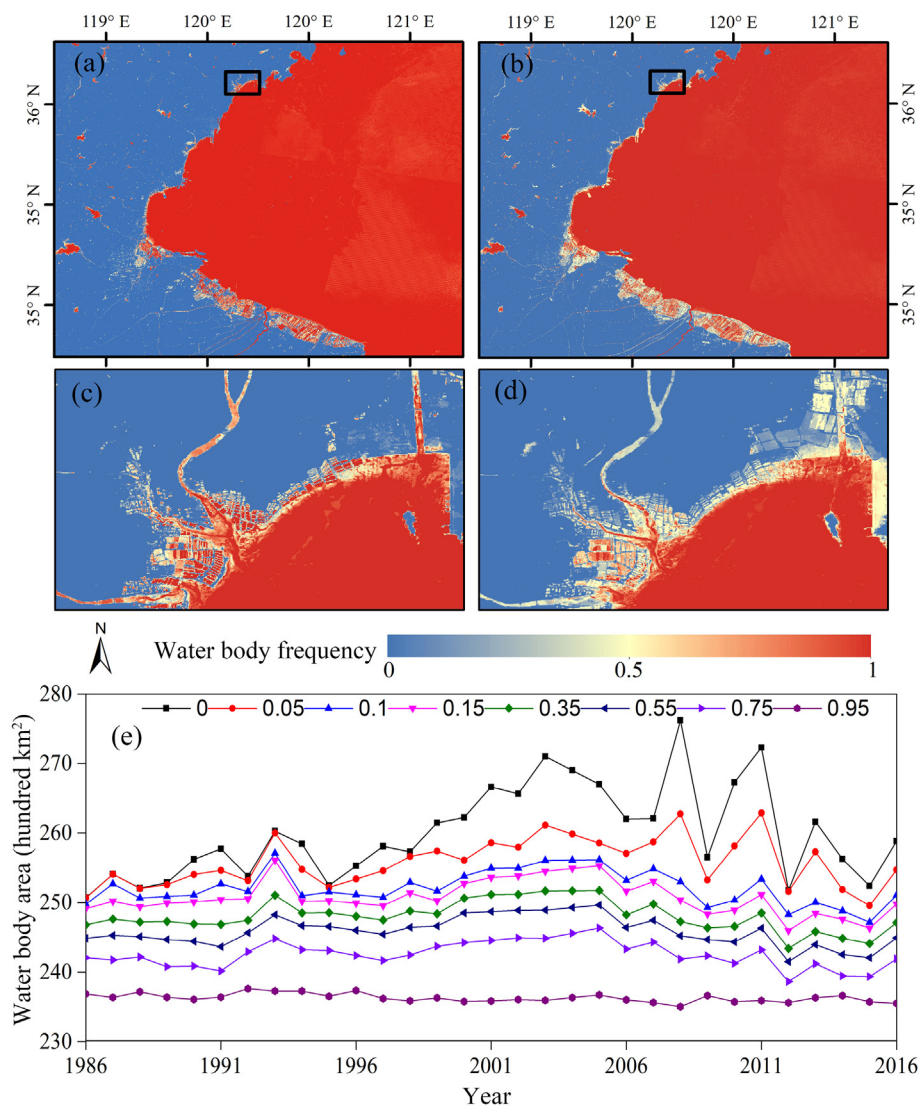 119° E 120° E 120° E 121° E 119° E 120° E 120° E 121° E
(a) (b)
36° N 36° N
35° N 35° N
35° N 35° N
(c) (d)
N
Water body frequency
0 0.5 1
280
0 0.05 0.1 0.15 0.35 0.55 0.75 0.95
(e)
270
260
250
240
230
Water body area (hundred km²)
1986 1991 1996 2001 2006 2011 2016
Year